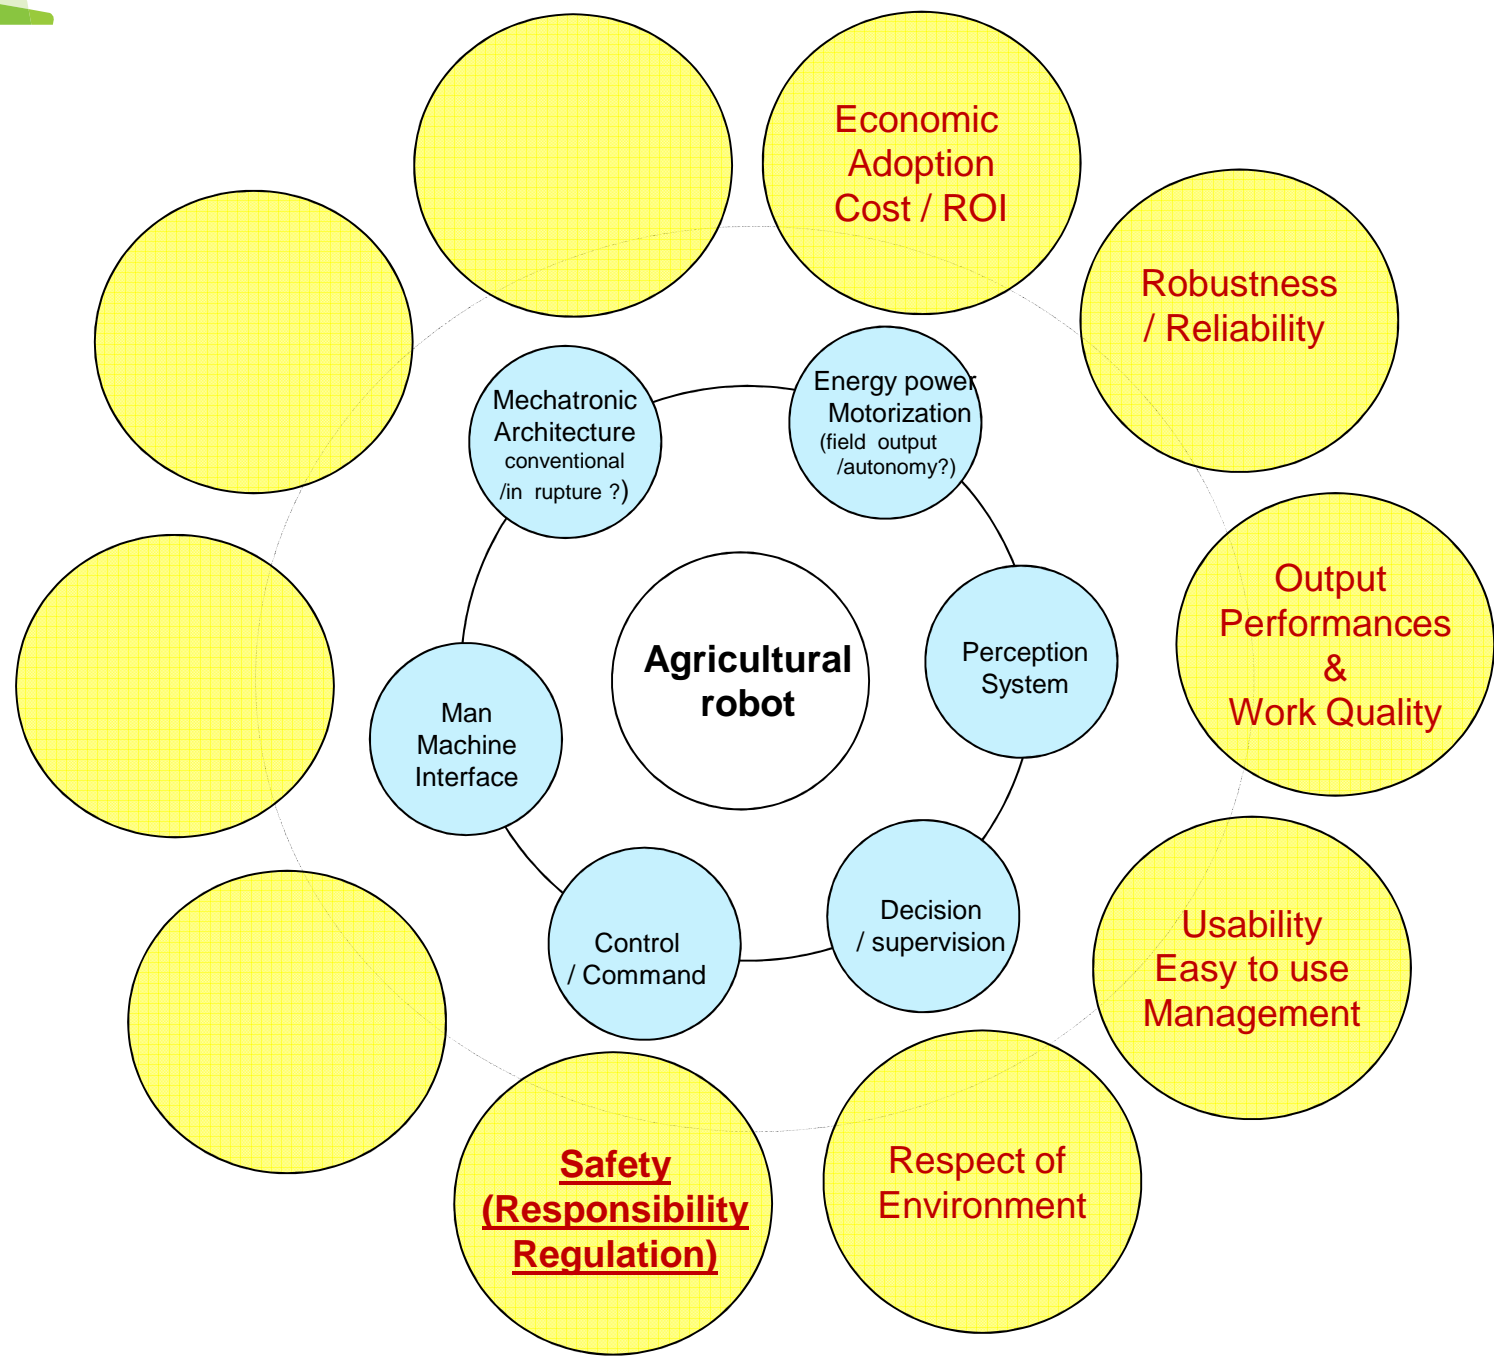 Economic
Adoption
Cost / ROI
Robustness
/ Reliability
Output
Performances
&
Work Quality
Usability
Easy to use
Management
Respect of
Environment
Safety
(Responsibility
Regulation)
Mechatronic
Architecture
conventional
/in rupture ?)
Energy power
Motorization
(field output
/autonomy?)
Perception
System
Decision
/ supervision
Control
/ Command
Man
Machine
Interface
Agricultural
robot